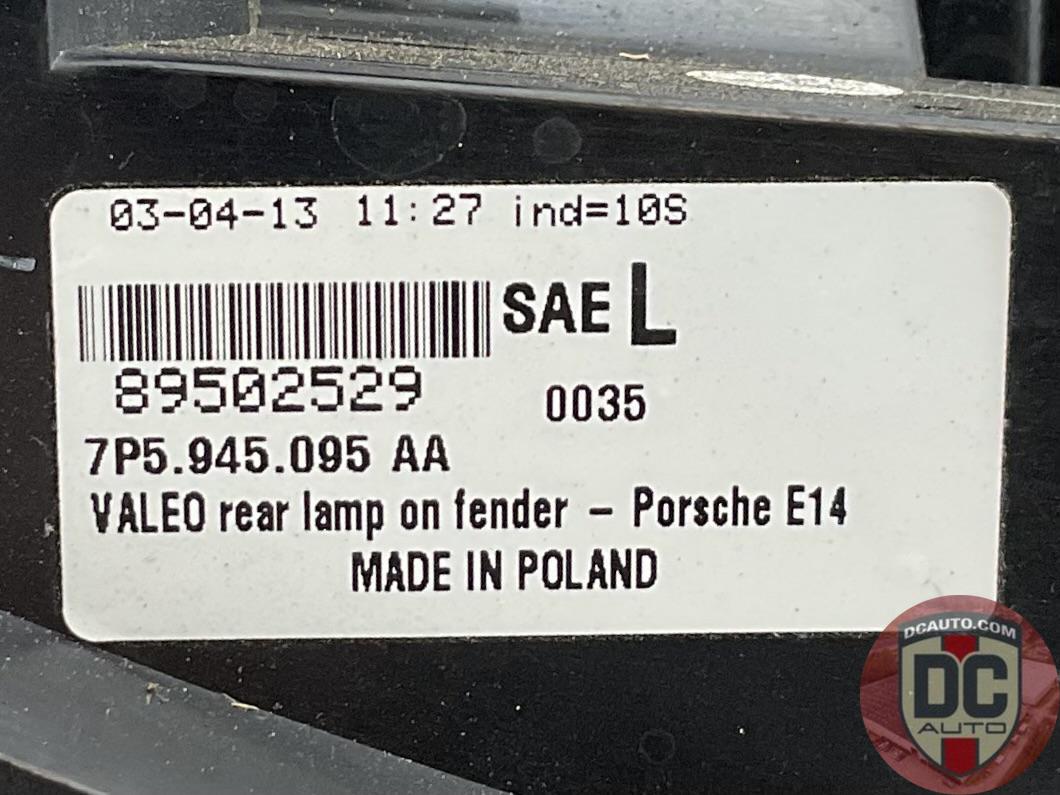 03-04-13 11:27 ind=10S
SAE L
89502529
0035
7P5.945.095 AA
VALEO rear lamp on fender – Porsche E14
MADE IN POLAND
DCAUTO.COM
DC
AUTO